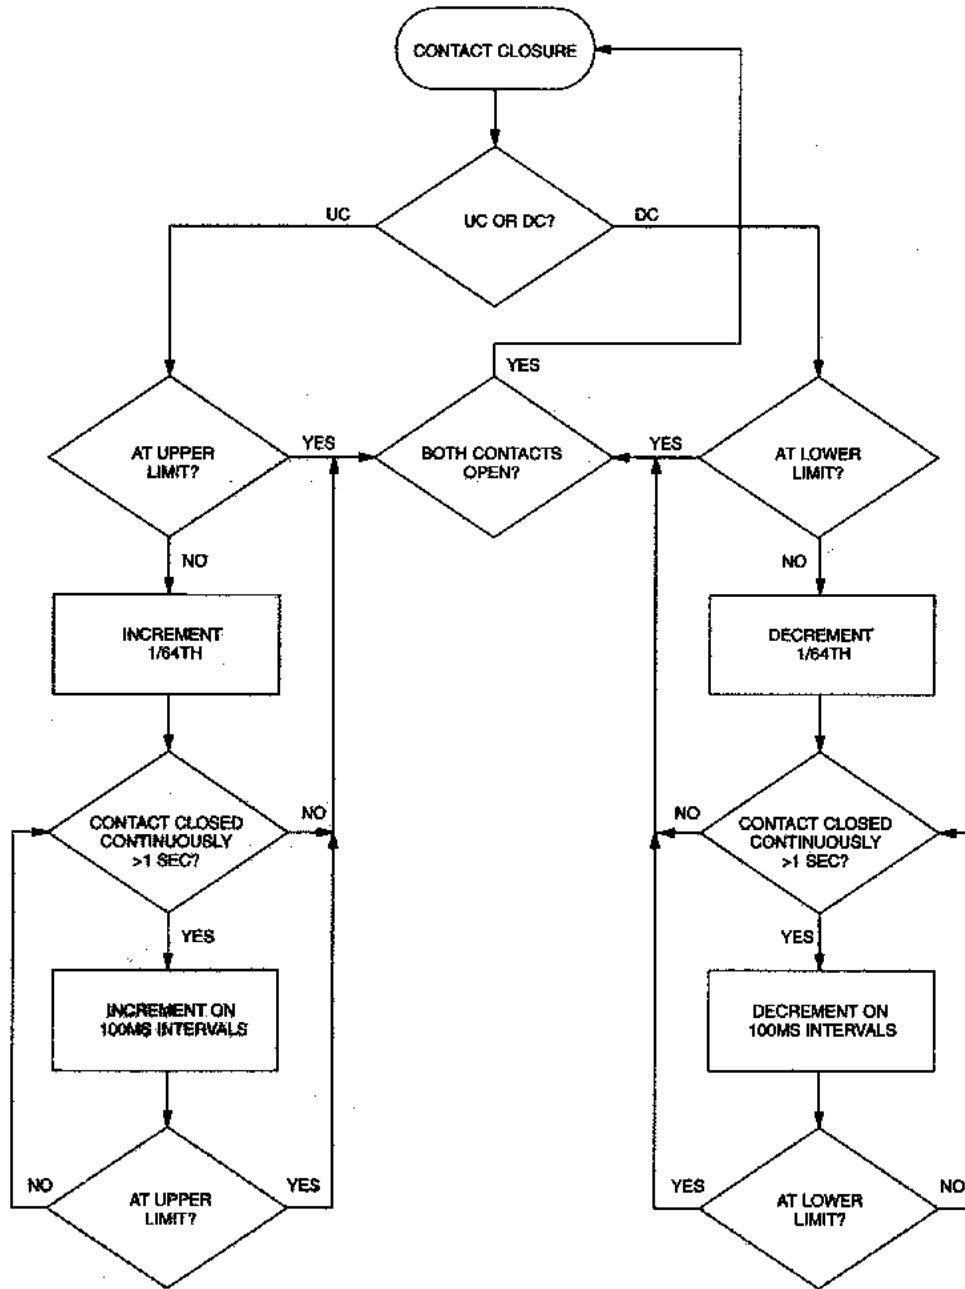 CONTACT CLOSURE
UC OR DC?
UC
DC
YES
AT UPPER
LIMIT?
YES
BOTH CONTACTS
OPEN?
YES
AT LOWER
LIMIT?
NO
NO
INCREMENT
1/64TH
DECREMENT
1/64TH
CONTACT CLOSED
CONTINUOUSLY
>1 SEC?
NO
NO
CONTACT CLOSED
CONTINUOUSLY
>1 SEC?
YES
YES
INCREMENT ON
100MS INTERVALS
DECREMENT ON
100MS INTERVALS
NO
AT UPPER
LIMIT?
YES
YES
AT LOWER
LIMIT?
NO